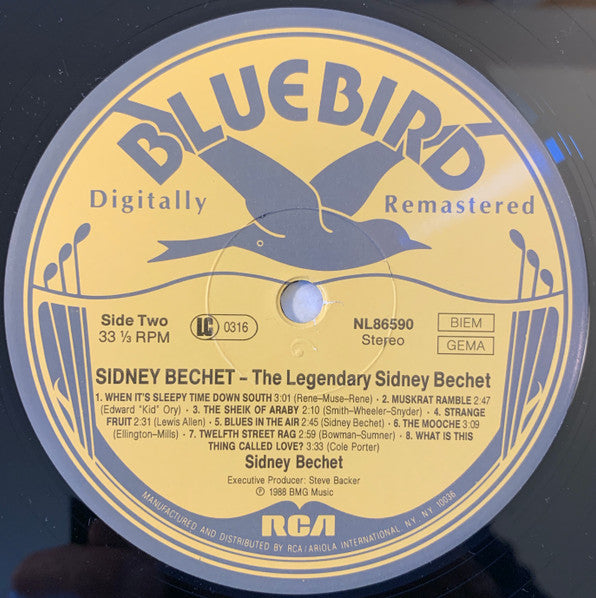 BLUEBIRD
Digitally Remastered
Side Two
33 ⅓ RPM
LC 0316
NL86590
Stereo
BIEM
GEMA
SIDNEY BECHET – The Legendary Sidney Bechet
1. WHEN IT'S SLEEPY TIME DOWN SOUTH 3:01 (Rene–Muse–Rene) · 2. MUSKRAT RAMBLE 2:47
(Edward "Kid" Ory) · 3. THE SHEIK OF ARABY 2:10 (Smith–Wheeler–Snyder) · 4. STRANGE
FRUIT 2:31 (Lewis Allen) · 5. BLUES IN THE AIR 2:45 (Sidney Bechet) · 6. THE MOOCHE 3:09
(Ellington–Mills) · 7. TWELFTH STREET RAG 2:59 (Bowman–Sumner) · 8. WHAT IS THIS
THING CALLED LOVE? 3:33 (Cole Porter)
Sidney Bechet
Executive Producer: Steve Backer
℗ 1988 BMG Music
RCA
MANUFACTURED AND DISTRIBUTED BY RCA/ARIOLA INTERNATIONAL, NY, NY 10036